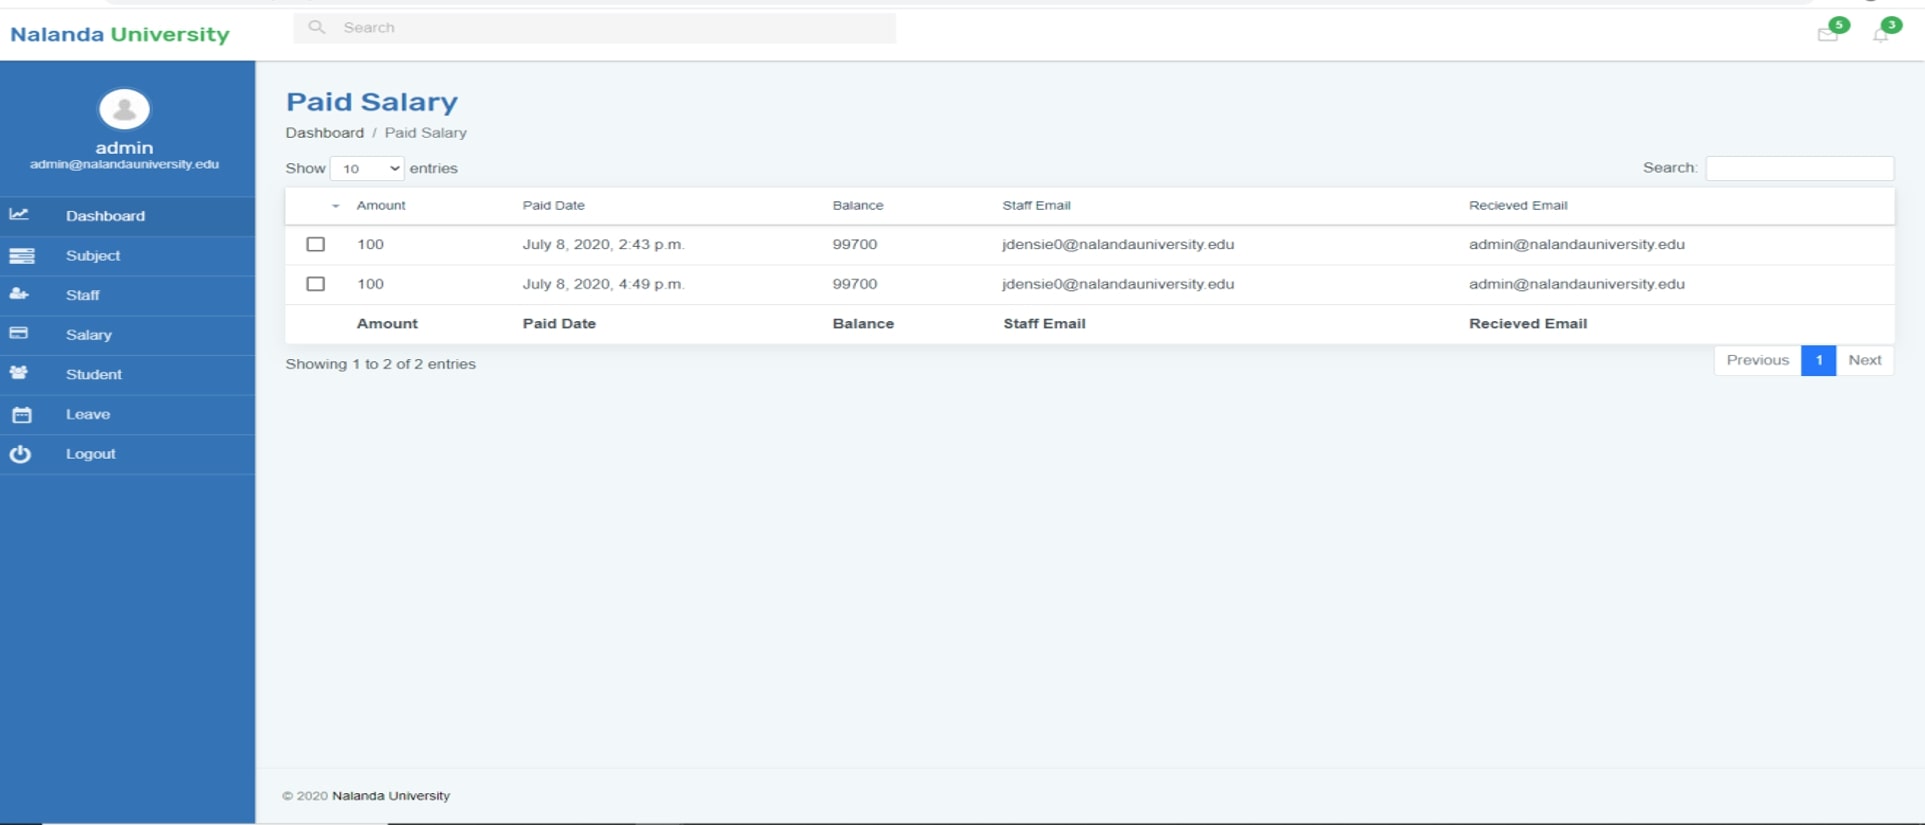 Nalanda University
Search
5
3
admin
admin@nalandauniversity.edu
Dashboard
Subject
Staff
Salary
Student
Leave
Logout
Paid Salary
Dashboard / Paid Salary
Show 10 entries
Search:
Amount Paid Date Balance Staff Email Recieved Email
100 July 8, 2020, 2:43 p.m. 99700 jdensie0@nalandauniversity.edu admin@nalandauniversity.edu
100 July 8, 2020, 4:49 p.m. 99700 jdensie0@nalandauniversity.edu admin@nalandauniversity.edu
Amount Paid Date Balance Staff Email Recieved Email
Showing 1 to 2 of 2 entries
Previous 1 Next
© 2020 Nalanda University